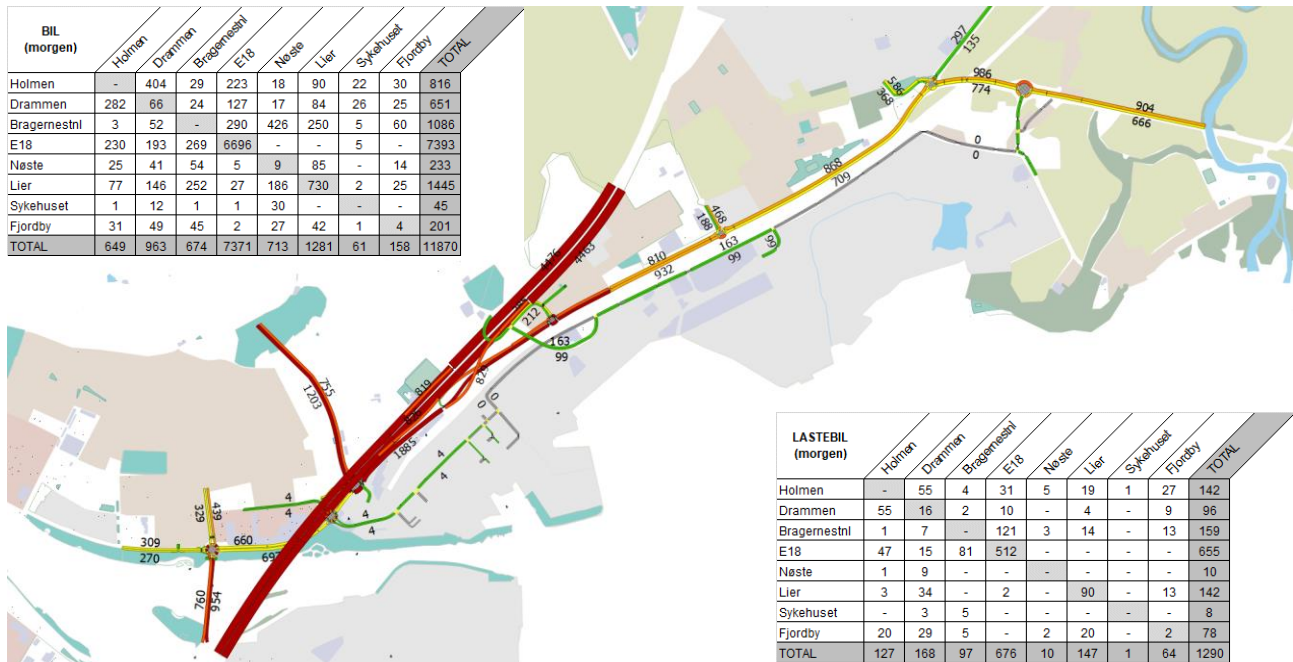 BIL
(morgen)
Holmen Drammen Bragernestnl E18 Nøste Lier Sykehuset Fjordby TOTAL
Holmen - 404 29 223 18 90 22 30 816
Drammen 282 66 24 127 17 84 26 25 651
Bragernestnl 3 52 - 290 426 250 5 60 1086
E18 230 193 269 6696 - - 5 - 7393
Nøste 25 41 54 5 9 85 - 14 233
Lier 77 146 252 27 186 730 2 25 1445
Sykehuset 1 12 1 1 30 - - - 45
Fjordby 31 49 45 2 27 42 1 4 201
TOTAL 649 963 674 7371 713 1281 61 158 11870
297
135
586
368
986
774
904
666
0
0
868
709
468
188
163
99
99
810
932
4476
4463
212
163
99
829
819
0
0
755
1203
1885
4
4
4
4
4
4
439
329
309
270
660
760
954
LASTEBIL
(morgen)
Holmen Drammen Bragernestnl E18 Nøste Lier Sykehuset Fjordby TOTAL
Holmen - 55 4 31 5 19 1 27 142
Drammen 55 16 2 10 - 4 - 9 96
Bragernestnl 1 7 - 121 3 14 - 13 159
E18 47 15 81 512 - - - - 655
Nøste 1 9 - - - - - - 10
Lier 3 34 - 2 - 90 - 13 142
Sykehuset - 3 5 - - - - - 8
Fjordby 20 29 5 - 2 20 - 2 78
TOTAL 127 168 97 676 10 147 1 64 1290